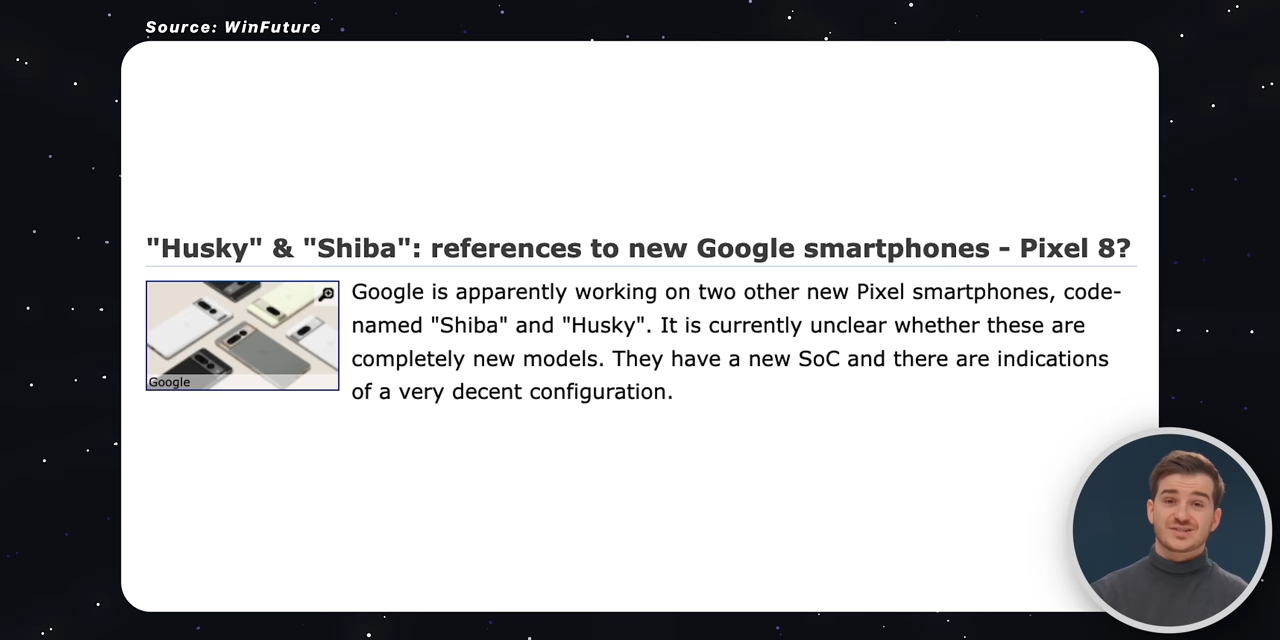 Source: WinFuture
"Husky" & "Shiba": references to new Google smartphones - Pixel 8?
Google is apparently working on two other new Pixel smartphones, code-
named "Shiba" and "Husky". It is currently unclear whether these are
completely new models. They have a new SoC and there are indications
of a very decent configuration.
Google